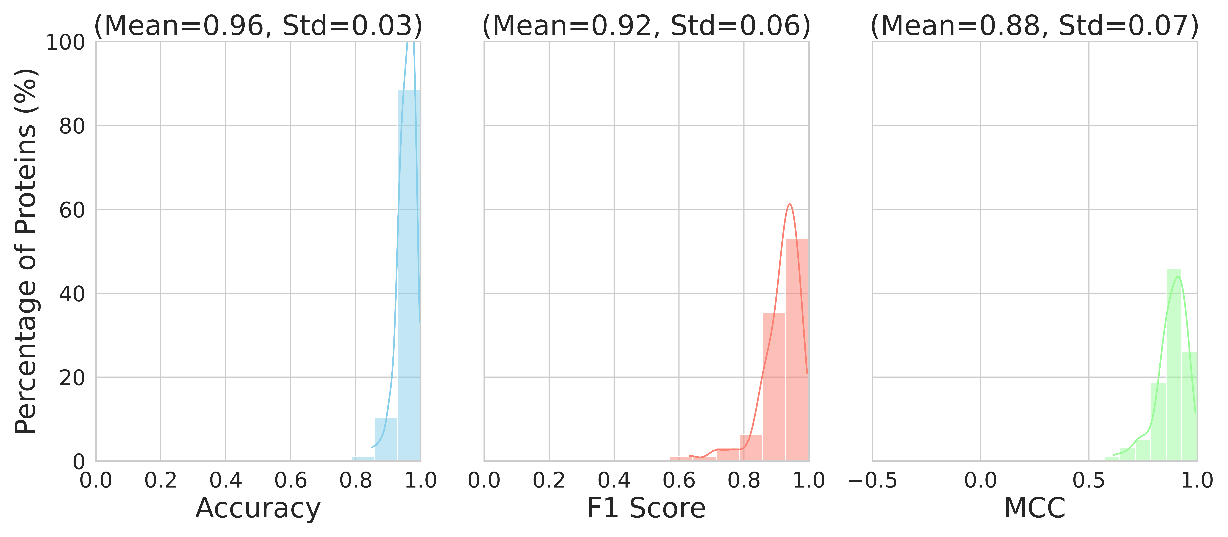 (Mean=0.96, Std=0.03) (Mean=0.92, Std=0.06) (Mean=0.88, Std=0.07)
100
80
60
40
20
0
Percentage of Proteins (%)
0.0 0.2 0.4 0.6 0.8 1.0
0.0 0.2 0.4 0.6 0.8 1.0
−0.5 0.0 0.5 1.0
Accuracy
F1 Score
MCC